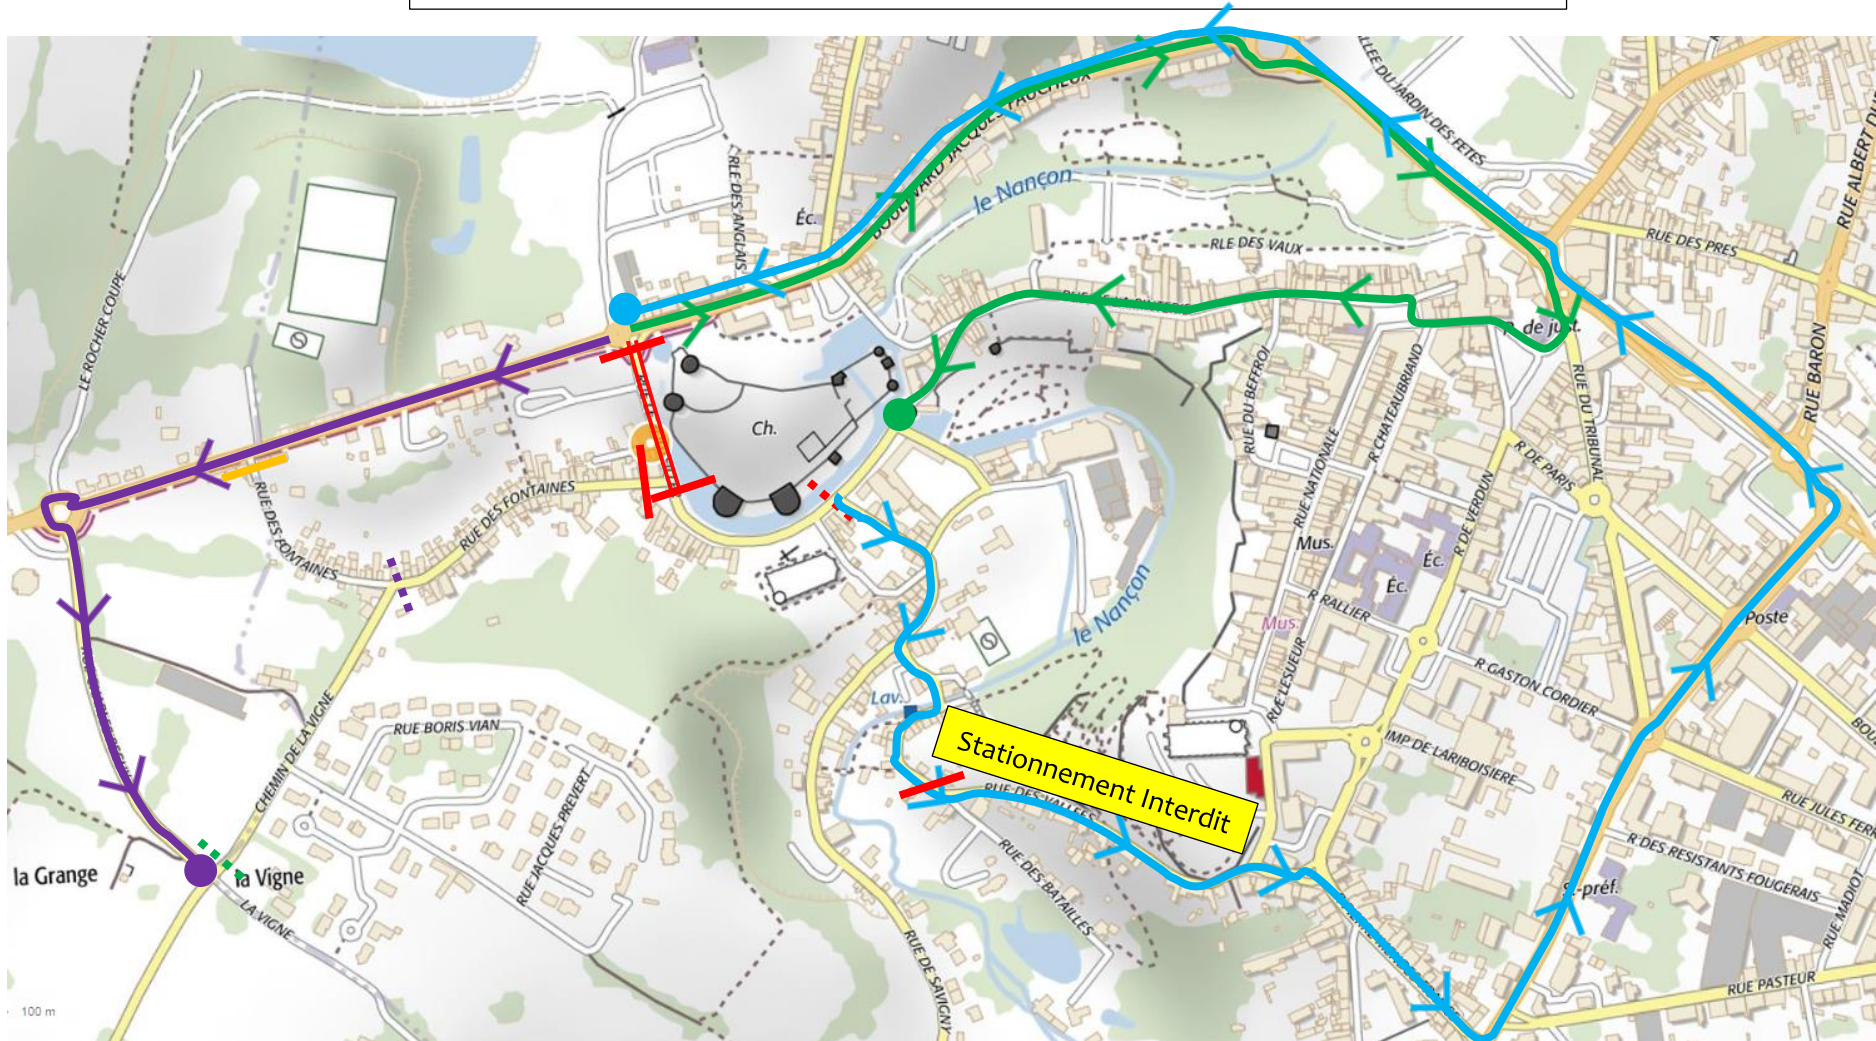 LLEE DU JARDIN DES FETES
RUE ALBERT DE
BOULEVARD JACQUES FAUCHEUX
RLE DES ANGLAIS
Éc.
le Nançon
RLE DES VAUX
RUE DES PRES
LE ROCHER COUPE
P. de just.
RUE BARON
RUE DU BEFFROI
R CHATEAUBRIAND
RUE DU TRIBUNAL
Ch.
R DE PARIS
RUE NATIONALE
R DE VERDUN
RUE DES FONTAINES
RUE DES FONTAINES
Mus.
Éc.
Éc.
le Nançon
R RALLIER
Mus.
Poste
R GASTON CORDIER
RUE LESUEUR
Lav.
CHEMIN DE LA VIGNE
RUE BORIS VIAN
IMP DE LARIBOISIERE
BOU
Stationnement Interdit
RUE DES VALLEES
RUE JACQUES PREVERT
RUE JULES FERR
R DES RESISTANTS FOUGERAIS
la Grange
la Vigne
RUE DES BATAILLES
S.-préf.
RUE MADIOT
LA VIGNE
RUE DE SAVIGNY
RUE PASTEUR
100 m